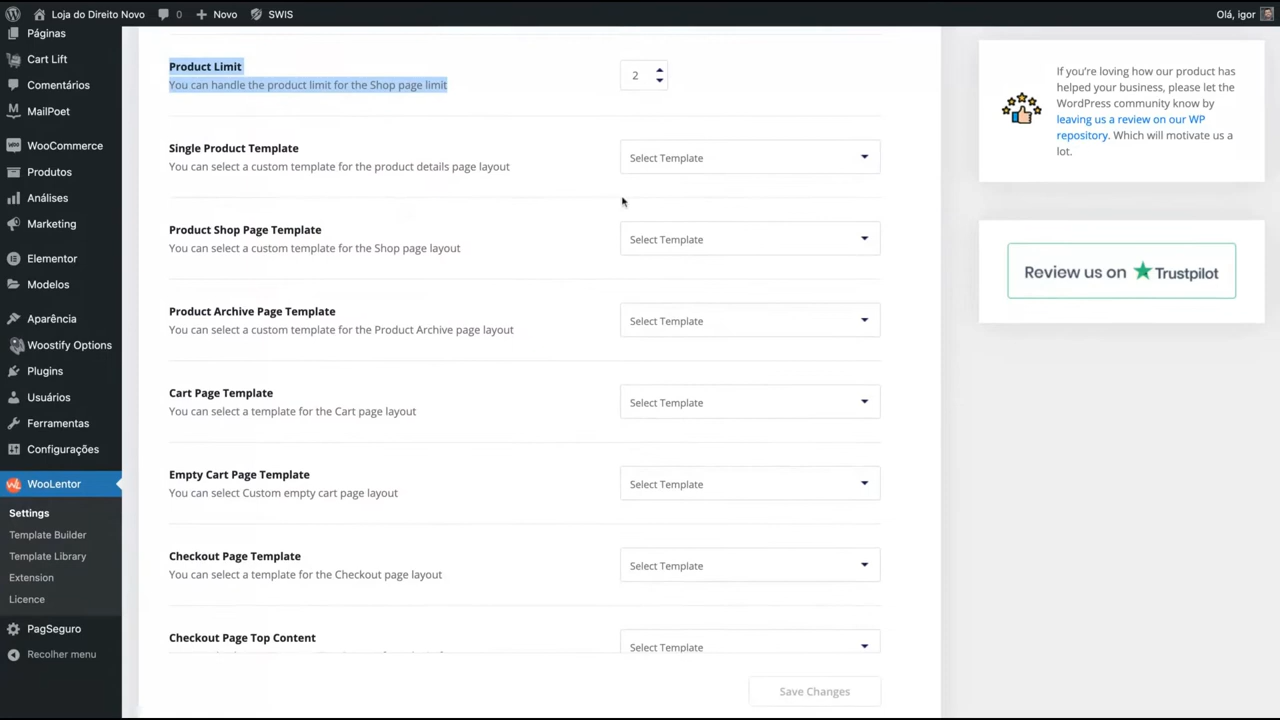 Loja do Direito Novo
0
Novo
SWIS
Olá, igor
Páginas
Cart Lift
Comentários
MailPoet
WooCommerce
Produtos
Análises
Marketing
Elementor
Modelos
Aparência
Woostify Options
Plugins
Usuários
Ferramentas
Configurações
WooLentor
Settings
Template Builder
Template Library
Extension
Licence
PagSeguro
Recolher menu
Product Limit
You can handle the product limit for the Shop page limit
2
Single Product Template
You can select a custom template for the product details page layout
Select Template
Product Shop Page Template
You can select a custom template for the Shop page layout
Select Template
Product Archive Page Template
You can select a custom template for the Product Archive page layout
Select Template
Cart Page Template
You can select a template for the Cart page layout
Select Template
Empty Cart Page Template
You can select Custom empty cart page layout
Select Template
Checkout Page Template
You can select a template for the Checkout page layout
Select Template
Checkout Page Top Content
Select Template
Save Changes
If you're loving how our product has
helped your business, please let the
WordPress community know by
leaving us a review on our WP
repository. Which will motivate us a
lot.
Review us on Trustpilot